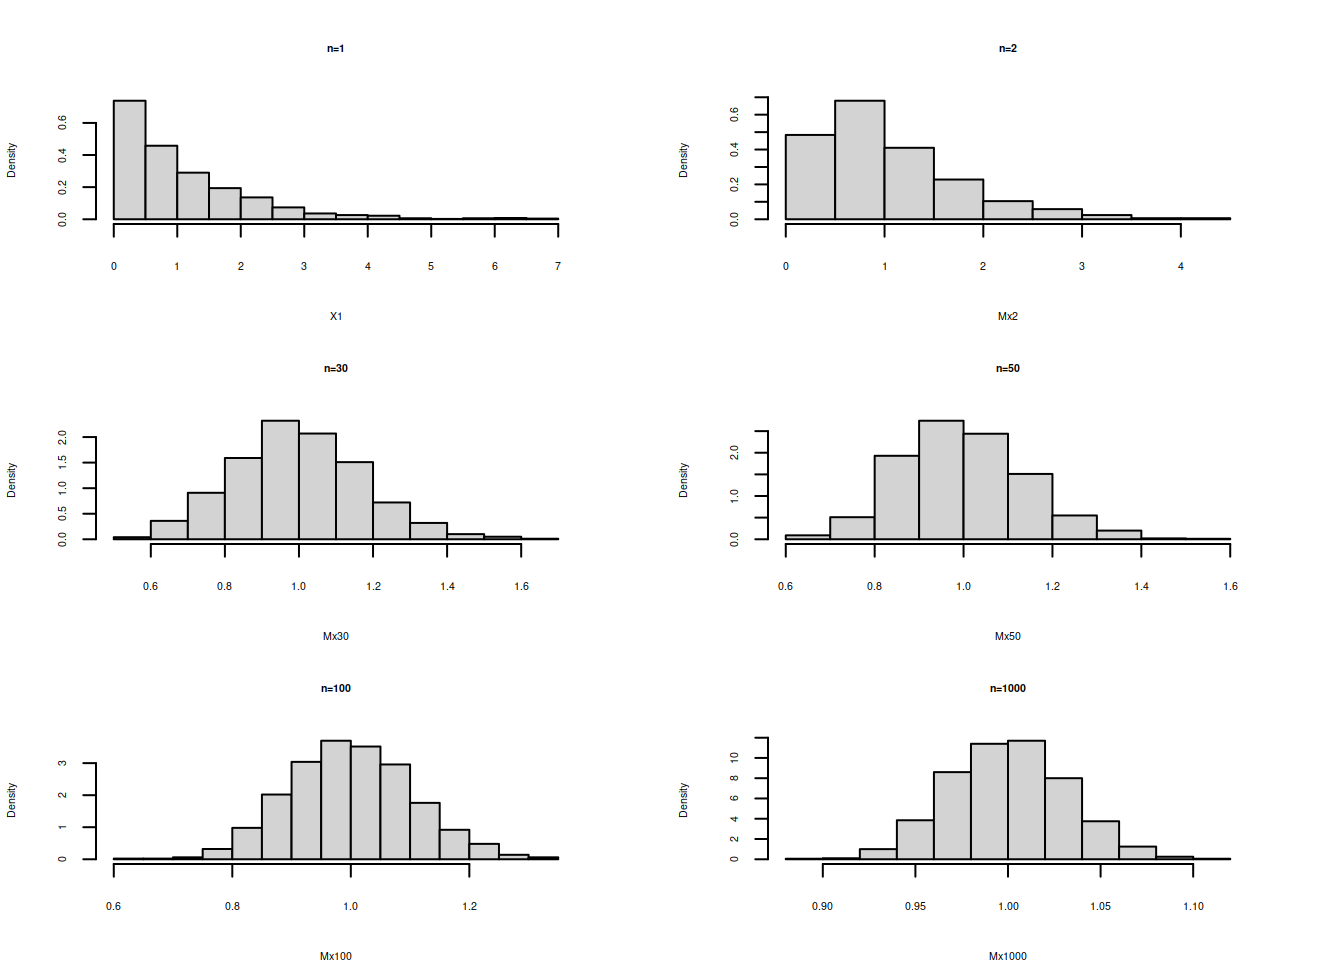 n=1
Density
0.0 0.2 0.4 0.6
0 1 2 3 4 5 6 7
X1
n=2
Density
0.0 0.2 0.4 0.6
0 1 2 3 4
Mx2
n=30
Density
0.0 0.5 1.0 1.5 2.0
0.6 0.8 1.0 1.2 1.4 1.6
Mx30
n=50
Density
0.0 1.0 2.0
0.6 0.8 1.0 1.2 1.4 1.6
Mx50
n=100
Density
0 1 2 3
0.6 0.8 1.0 1.2
Mx100
n=1000
Density
0 2 4 6 8 10
0.90 0.95 1.00 1.05 1.10
Mx1000